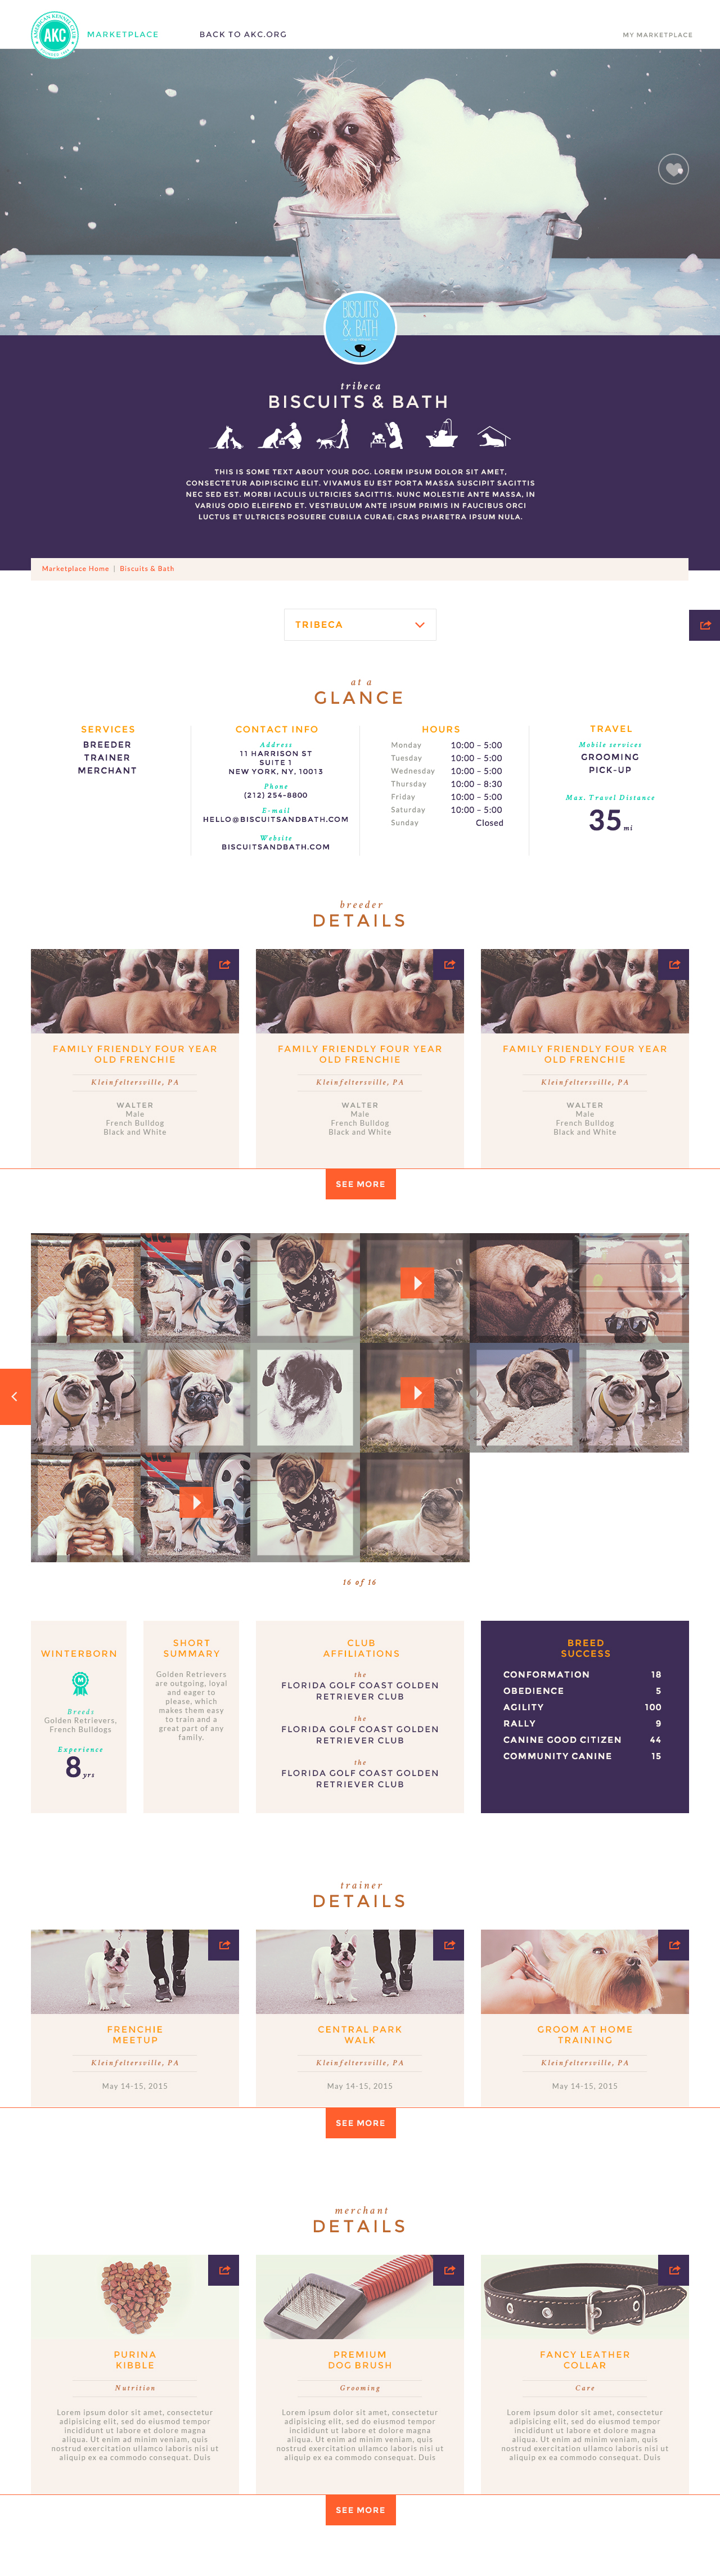 AMERICAN KENNEL CLUB
AKC
MARKETPLACE
BACK TO AKC.ORG
MY MARKETPLACE
BISCUITS
& BATH
tribeca
BISCUITS & BATH
THIS IS SOME TEXT ABOUT YOUR DOG. LOREM IPSUM DOLOR SIT AMET,
CONSECTETUR ADIPISCING ELIT. VIVAMUS EU EST PORTA MASSA SUSCIPIT SAGITTIS
NEC SED EST. MORBI IACULIS ULTRICIES SAGITTIS. NUNC MOLESTIE ANTE MASSA, IN
VARIUS ODIO ELEIFEND ET. VESTIBULUM ANTE IPSUM PRIMIS IN FAUCIBUS ORCI
LUCTUS ET ULTRICES POSUERE CUBILIA CURAE; CRAS PHARETRA IPSUM NULA.
Marketplace Home | Biscuits & Bath
TRIBECA
at a
GLANCE
SERVICES
BREEDER
TRAINER
MERCHANT
CONTACT INFO
Address
11 HARRISON ST
SUITE 1
NEW YORK, NY, 10013
Phone
(212) 254-8800
E-mail
HELLO@BISCUITSANDBATH.COM
Website
BISCUITSANDBATH.COM
HOURS
Monday 10:00 - 5:00
Tuesday 10:00 - 5:00
Wednesday 10:00 - 5:00
Thursday 10:00 - 8:30
Friday 10:00 - 5:00
Saturday 10:00 - 5:00
Sunday Closed
TRAVEL
Mobile services
GROOMING
PICK-UP
Max. Travel Distance
35 mi
breeder
DETAILS
FAMILY FRIENDLY FOUR YEAR
OLD FRENCHIE
Kleinfeltersville, PA
WALTER
Male
French Bulldog
Black and White
FAMILY FRIENDLY FOUR YEAR
OLD FRENCHIE
Kleinfeltersville, PA
WALTER
Male
French Bulldog
Black and White
FAMILY FRIENDLY FOUR YEAR
OLD FRENCHIE
Kleinfeltersville, PA
WALTER
Male
French Bulldog
Black and White
SEE MORE
16 of 16
WINTERBORN
M
Breeds
Golden Retrievers,
French Bulldogs
Experience
8 yrs
SHORT
SUMMARY
Golden Retrievers
are outgoing, loyal
and eager to
please, which
makes them easy
to train and a
great part of any
family.
CLUB
AFFILIATIONS
the
FLORIDA GOLF COAST GOLDEN
RETRIEVER CLUB
the
FLORIDA GOLF COAST GOLDEN
RETRIEVER CLUB
the
FLORIDA GOLF COAST GOLDEN
RETRIEVER CLUB
BREED
SUCCESS
CONFORMATION 18
OBEDIENCE 5
AGILITY 100
RALLY 9
CANINE GOOD CITIZEN 44
COMMUNITY CANINE 15
trainer
DETAILS
FRENCHIE
MEETUP
Kleinfeltersville, PA
May 14-15, 2015
CENTRAL PARK
WALK
Kleinfeltersville, PA
May 14-15, 2015
GROOM AT HOME
TRAINING
Kleinfeltersville, PA
May 14-15, 2015
SEE MORE
merchant
DETAILS
PURINA
KIBBLE
Nutrition
Lorem ipsum dolor sit amet, consectetur
adipisicing elit, sed do eiusmod tempor
incididunt ut labore et dolore magna
aliqua. Ut enim ad minim veniam, quis
nostrud exercitation ullamco laboris nisi ut
aliquip ex ea commodo consequat. Duis
PREMIUM
DOG BRUSH
Grooming
Lorem ipsum dolor sit amet, consectetur
adipisicing elit, sed do eiusmod tempor
incididunt ut labore et dolore magna
aliqua. Ut enim ad minim veniam, quis
nostrud exercitation ullamco laboris nisi ut
aliquip ex ea commodo consequat. Duis
FANCY LEATHER
COLLAR
Care
Lorem ipsum dolor sit amet, consectetur
adipisicing elit, sed do eiusmod tempor
incididunt ut labore et dolore magna
aliqua. Ut enim ad minim veniam, quis
nostrud exercitation ullamco laboris nisi ut
aliquip ex ea commodo consequat. Duis
SEE MORE